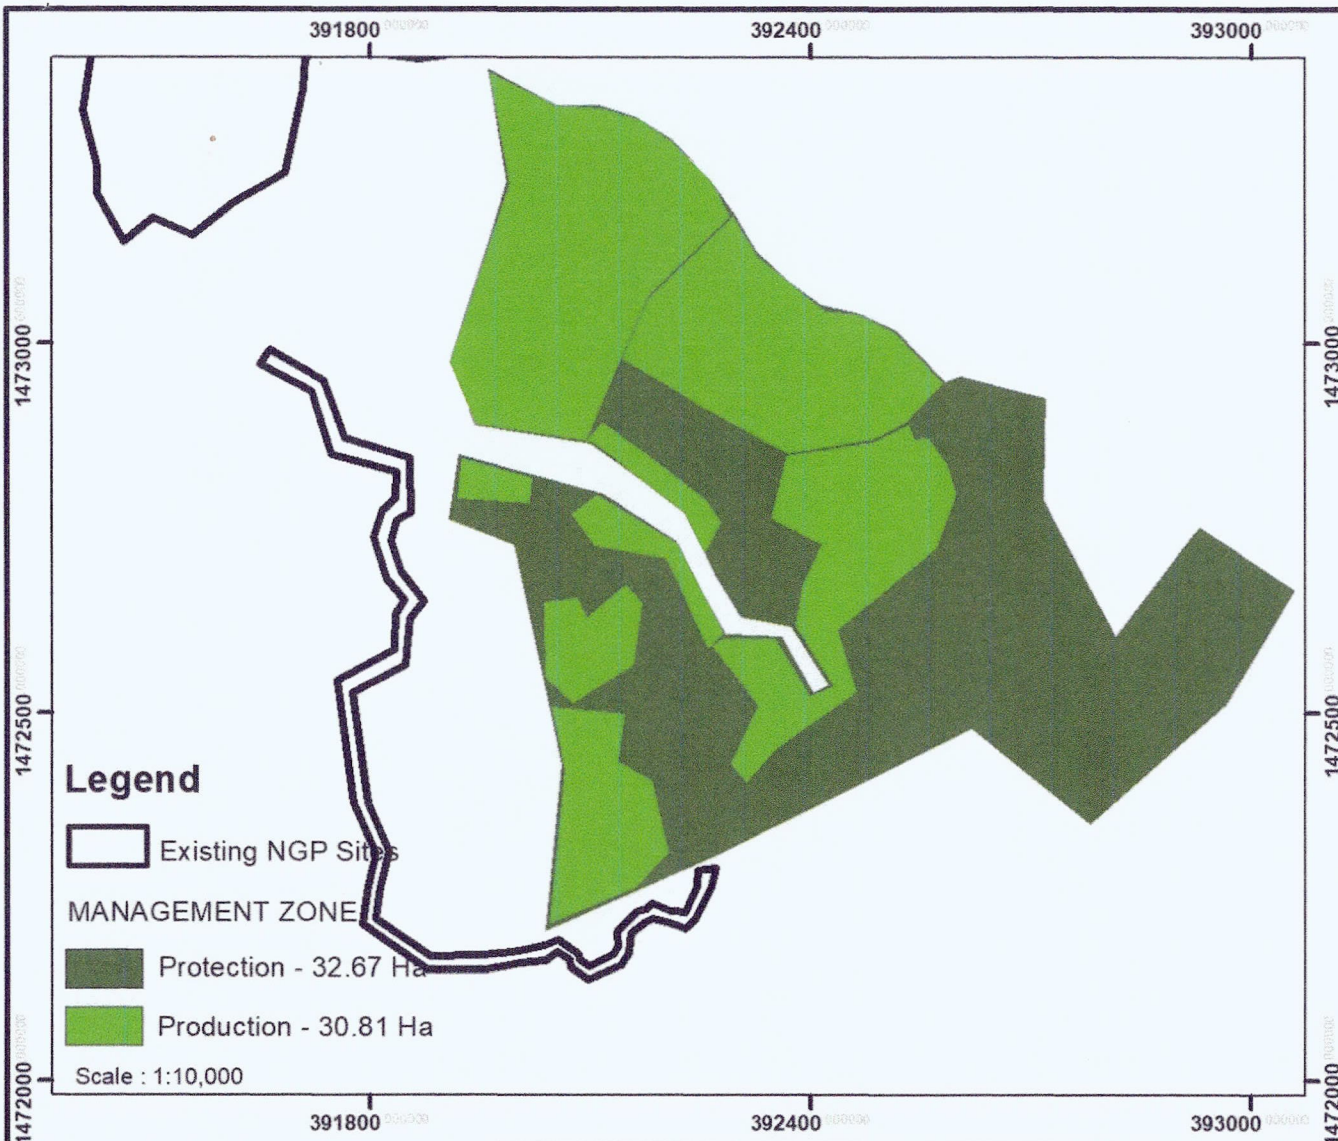 391800 392400 393000
1473000 1473000
1472500 1472500
Legend
Existing NGP Sites
MANAGEMENT ZONE
Protection - 32.67 Ha
Production - 30.81 Ha
Scale : 1:10,000
1472000 1472000
391800 392400 393000